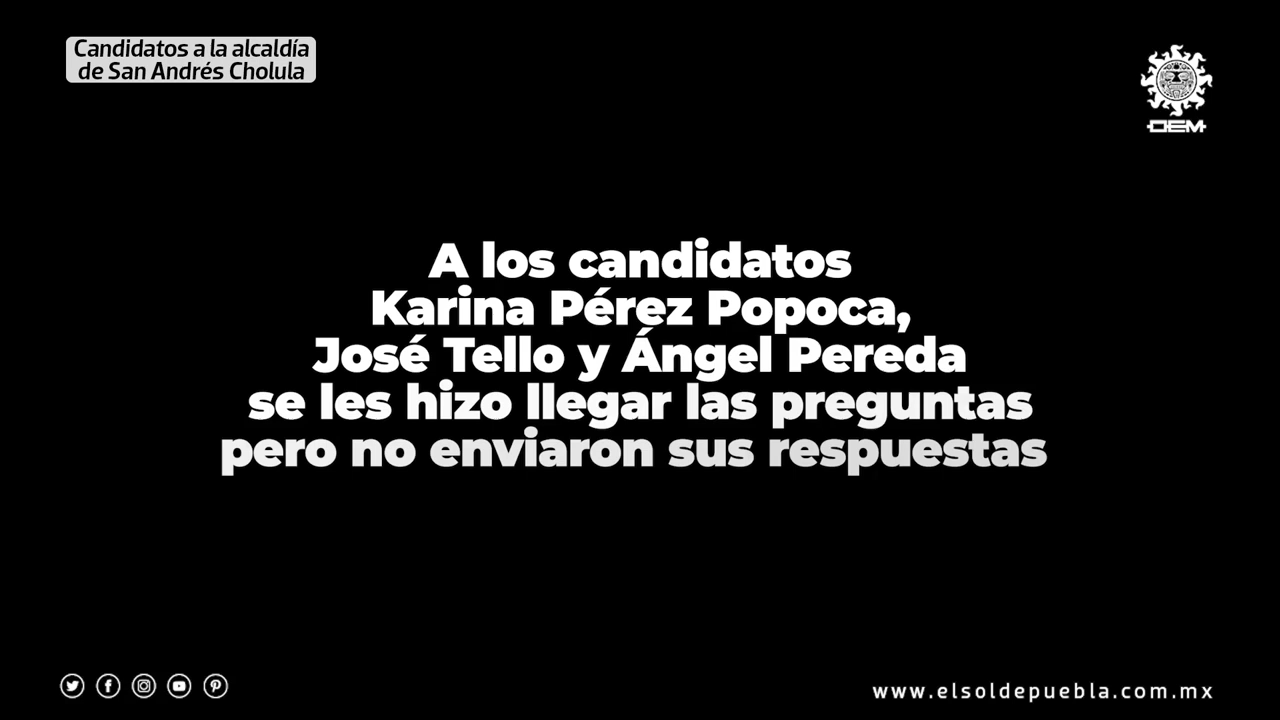 Candidatos a la alcaldía
de San Andrés Cholula
OEM
A los candidatos
Karina Pérez Popoca,
José Tello y Ángel Pereda
se les hizo llegar las preguntas
pero no enviaron sus respuestas
www.elsoldepuebla.com.mx